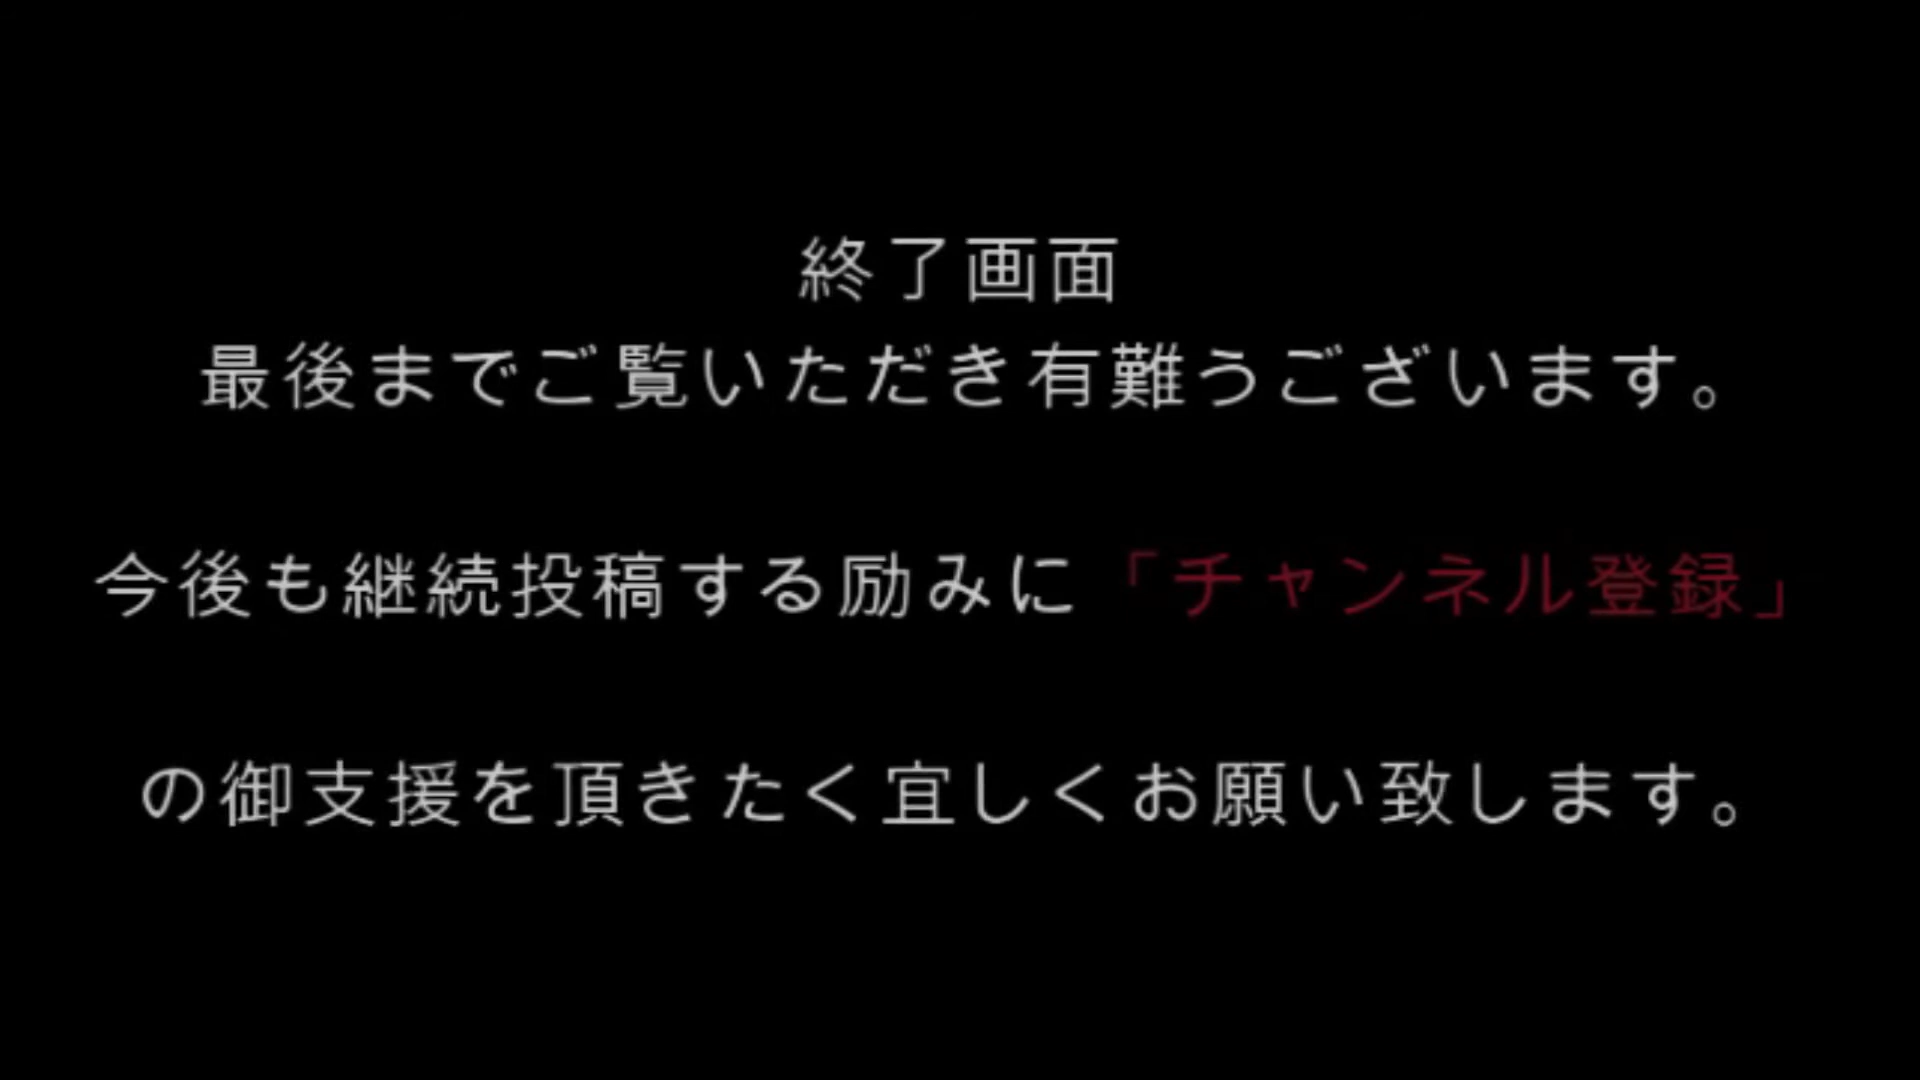 終了画面
最後までご覧いただき有難うございます。
今後も継続投稿する励みに「チャンネル登録」
の御支援を頂きたく宜しくお願い致します。